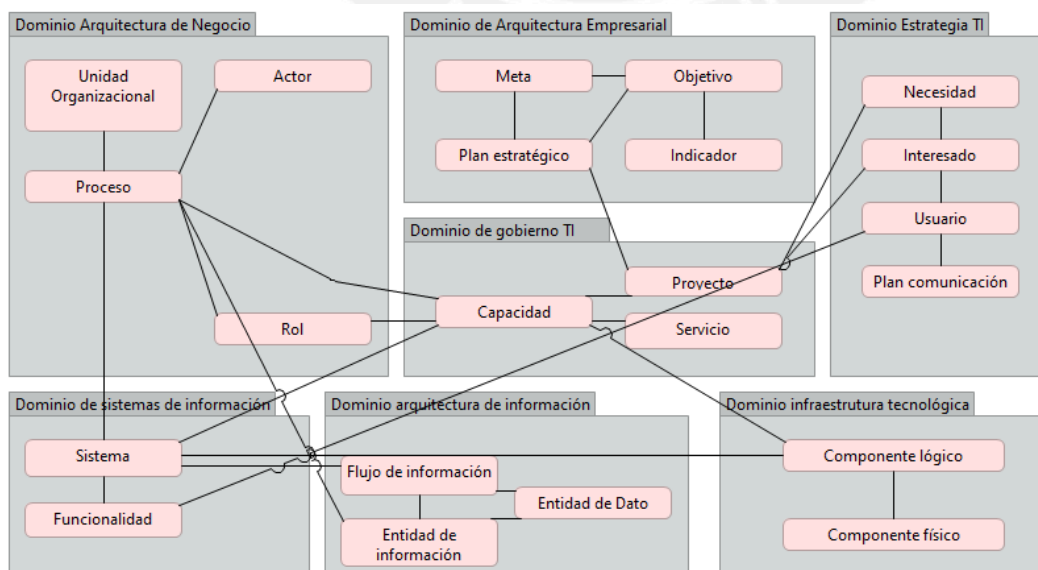 Dominio Arquitectura de Negocio
Unidad
Organizacional
Actor
Proceso
Rol
Dominio de Arquitectura Empresarial
Meta
Objetivo
Plan estratégico
Indicador
Dominio Estrategia TI
Necesidad
Interesado
Usuario
Plan comunicación
Dominio de gobierno TI
Proyecto
Capacidad
Servicio
Dominio de sistemas de información
Sistema
Funcionalidad
Dominio arquitectura de información
Flujo de información
Entidad de Dato
Entidad de
información
Dominio infraestrutura tecnológica
Componente lógico
Componente físico